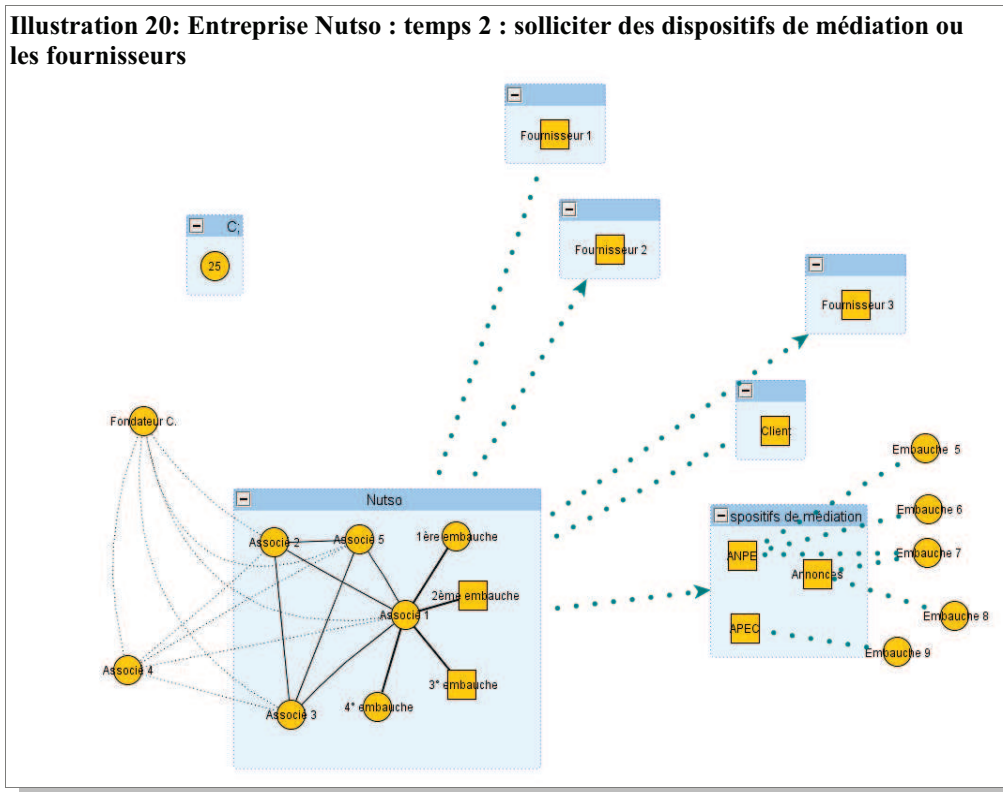 Illustration 20: Entreprise Nutso : temps 2 : solliciter des dispositifs de médiation ou
les fournisseurs
Fournisseur 1
Fournisseur 2
C;
25
Fournisseur 3
Client
Fondateur C.
Embauche 5
Nutso
spositifs de médiation
Embauche 6
Associé 2
Associé 5
1ère embauche
ANPE
Embauche 7
Annonces
2ème embauche
Associé 1
Embauche 8
APEC
Embauche 9
Associé 4
3° embauche
Associé 3
4° embauche